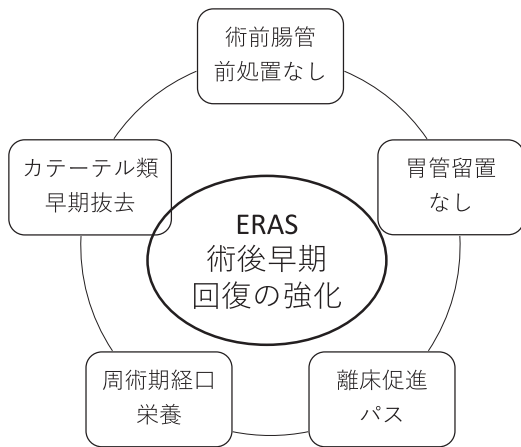 術前腸管
前処置なし
カテーテル類
早期抜去
胃管留置
なし
ERAS
術後早期
回復の強化
周術期経口
栄養
離床促進
パス